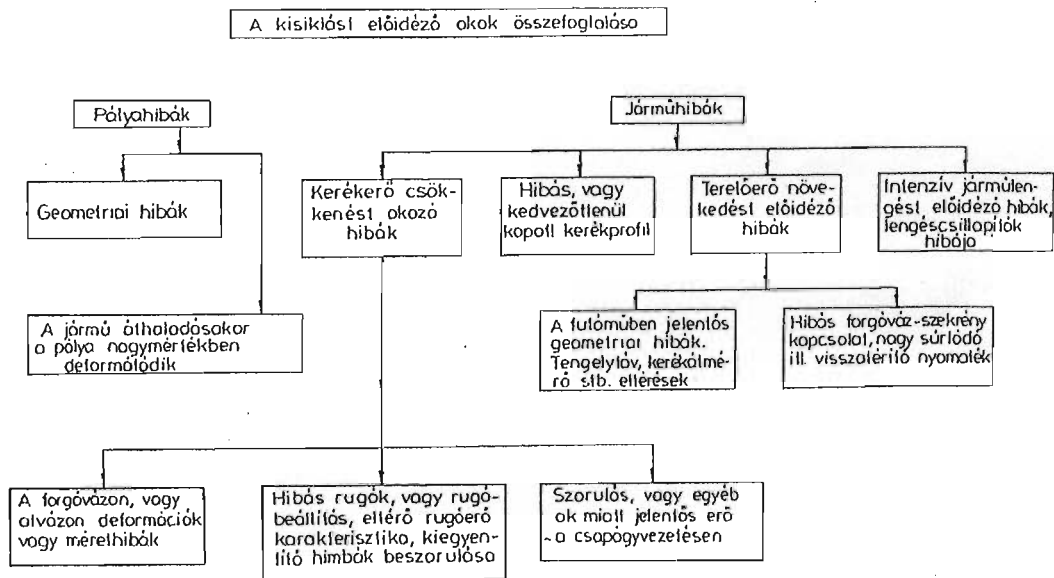 A kisiklást előidéző okok összefoglalása
Pályahibák
Járműhibák
Geometriai hibák
Kerékerő csök-
kenést okozó
hibák
Hibás, vagy
kedvezőtlenül
kopott kerékprofil
Terelőerő növe-
kedést előidéző
hibák
Intenzív járműlen-
gést előidéző hibák,
lengéscsillapítók
hibája
A jármű áthaladásakor
a pálya nagymértékben
deformálódik
A futóműben jelentős
geometriai hibák.
Tengelytáv, kerékátmé-
rő stb. eltérések
Hibás forgóváz-szekrény
kapcsolat, nagy súrlódó
ill. visszatérítő nyomaték
A forgóvázon, vagy
alvázon deformációk
vagy mérethibák
Hibás rugók, vagy rugó-
beállítás, eltérő rugóerő
karakterisztika, kiegyen-
lítő himbák beszorulása
Szorulás, vagy egyéb
ok miatt jelentős erő
a csapágyvezetésen